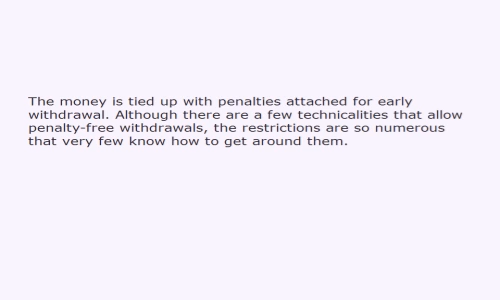 The money is tied up with penalties attached for early
withdrawal. Although there are a few technicalities that allow
penalty-free withdrawals, the restrictions are so numerous
that very few know how to get around them.